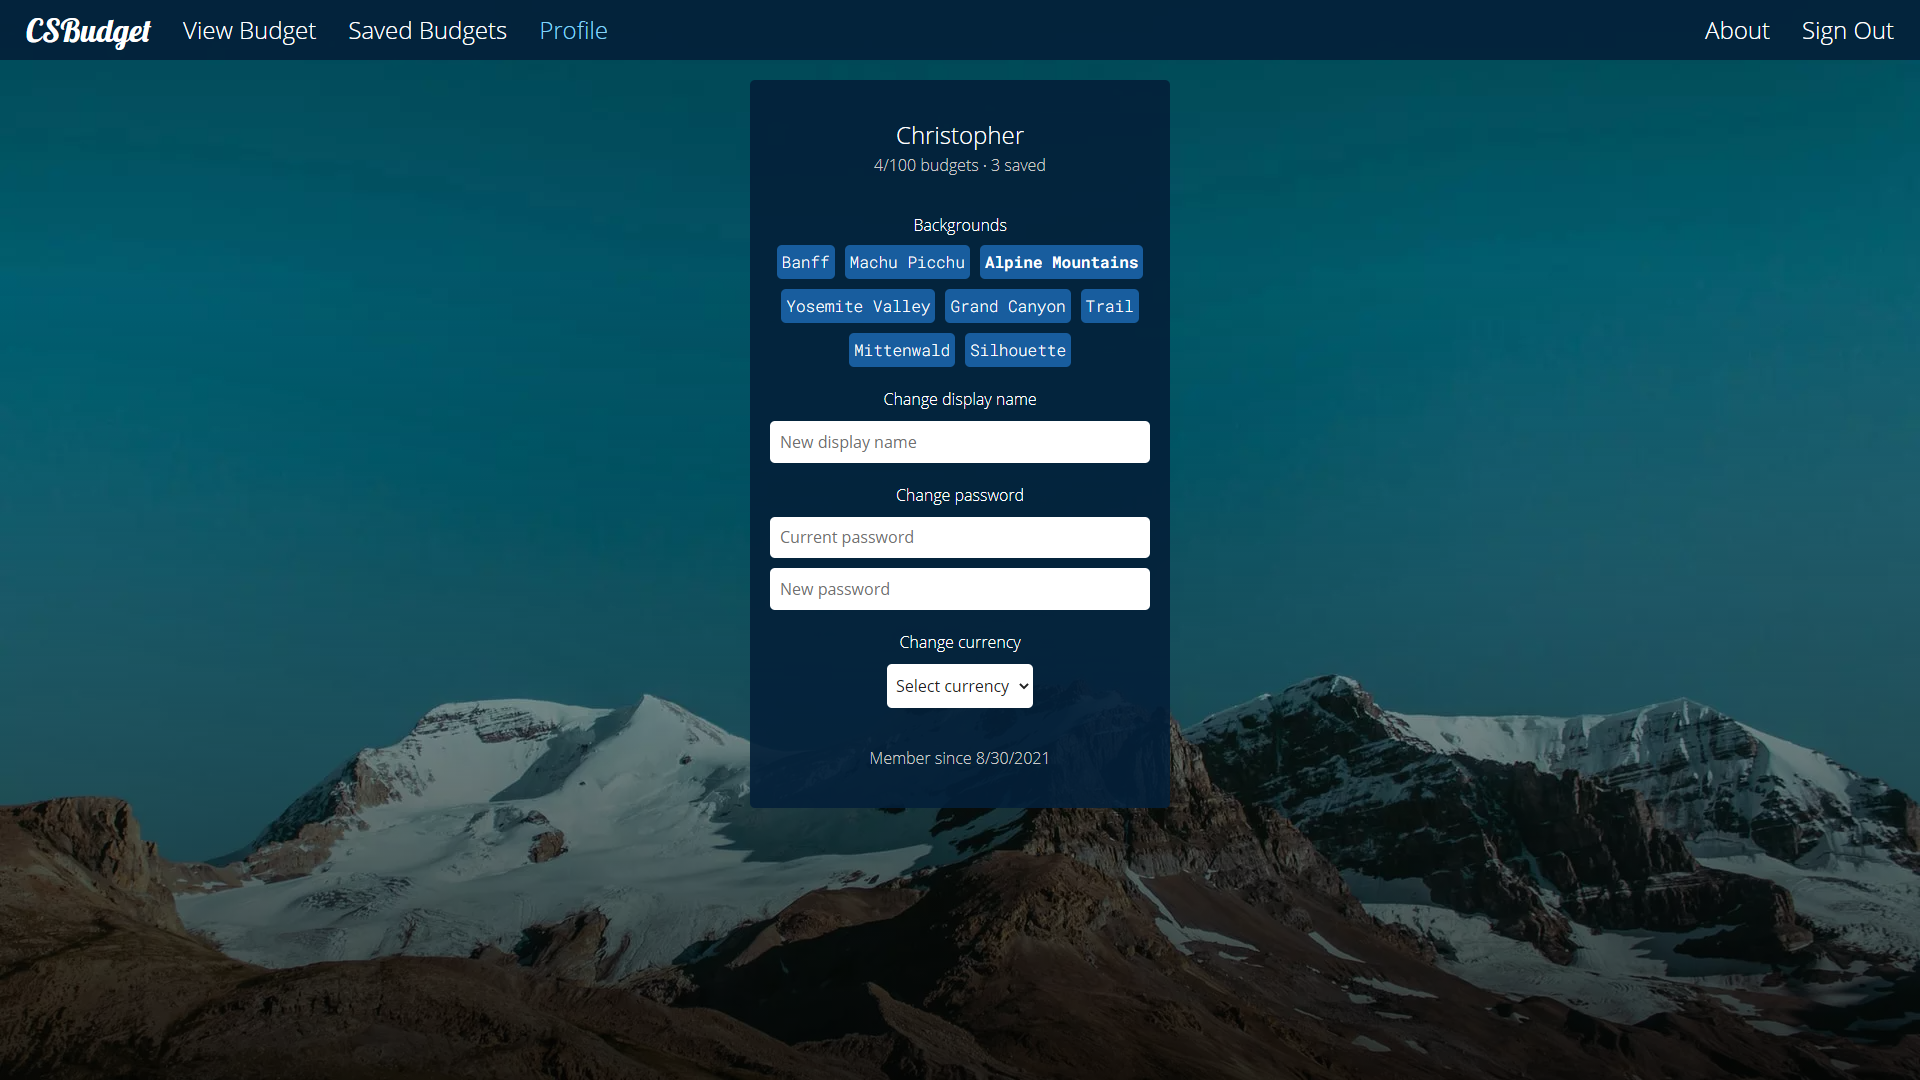 CSBudget View Budget Saved Budgets Profile About Sign Out
Christopher
4/100 budgets · 3 saved
Backgrounds
Banff Machu Picchu Alpine Mountains
Yosemite Valley Grand Canyon Trail
Mittenwald Silhouette
Change display name
New display name
Change password
Current password
New password
Change currency
Select currency
Member since 8/30/2021